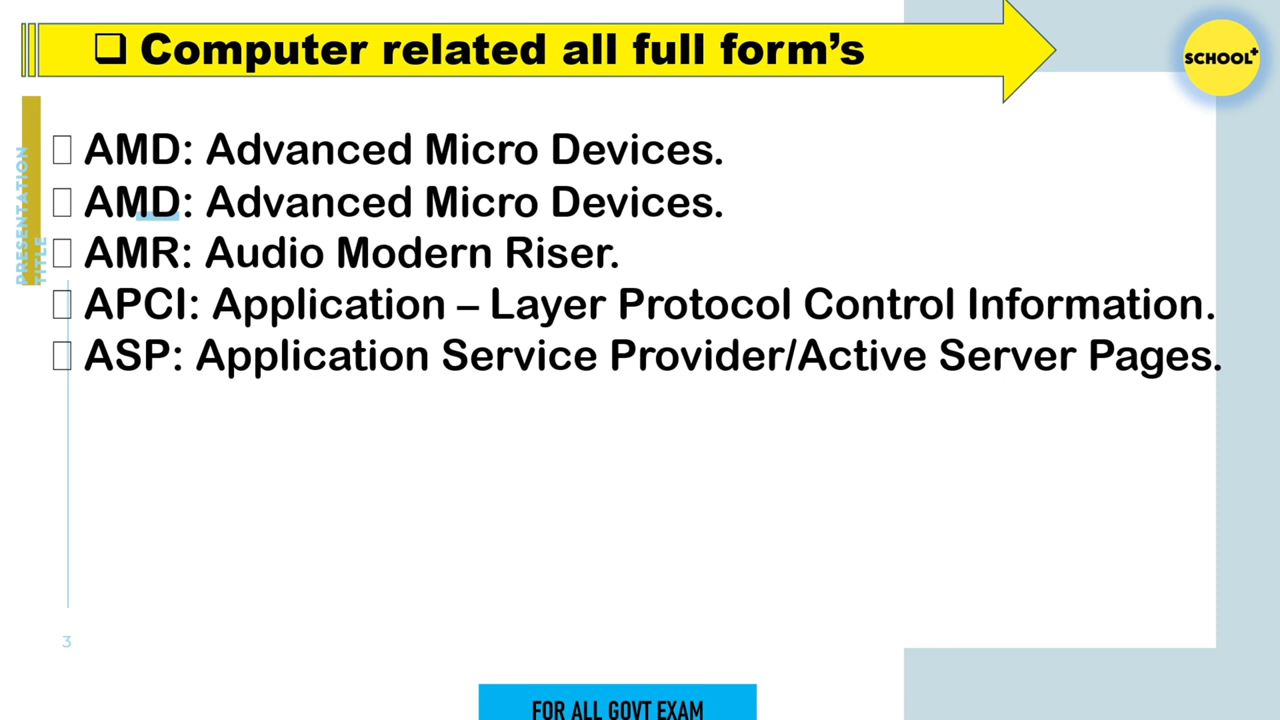 ❑ Computer related all full form’s
SCHOOL+
PRESENTATION
TITLE
AMD: Advanced Micro Devices.
AMD: Advanced Micro Devices.
AMR: Audio Modern Riser.
APCI: Application – Layer Protocol Control Information.
ASP: Application Service Provider/Active Server Pages.
3
FOR ALL GOVT EXAM